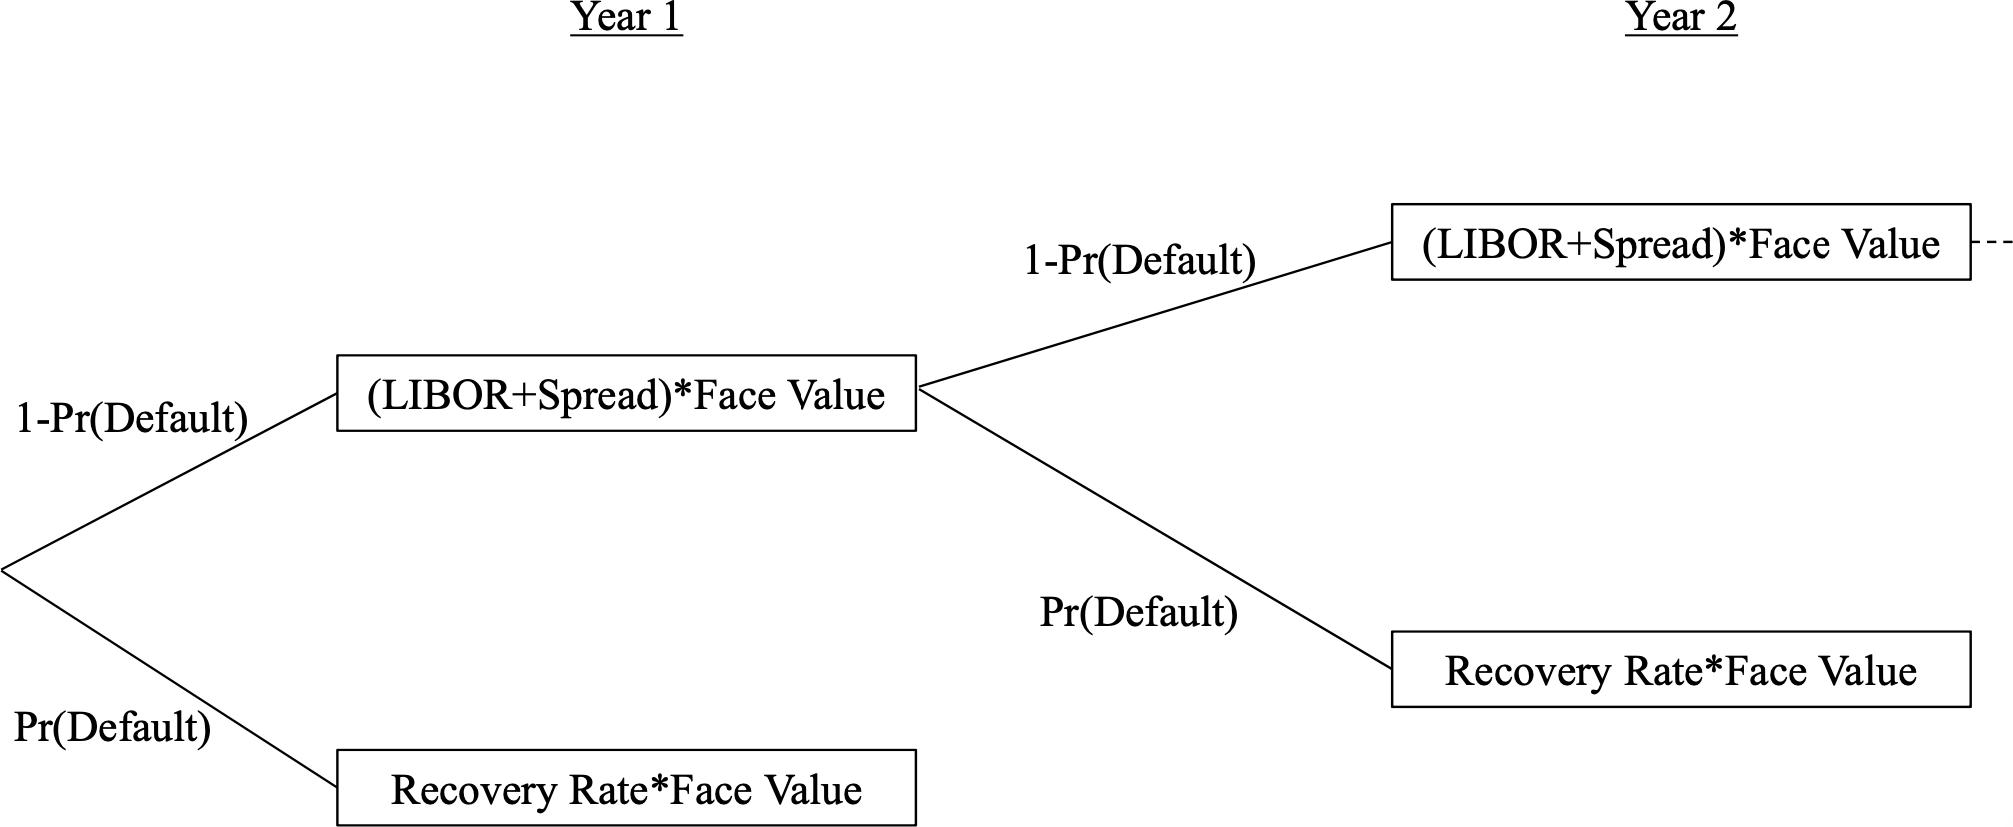 Year 1
Year 2
1-Pr(Default)
(LIBOR+Spread)*Face Value
1-Pr(Default)
(LIBOR+Spread)*Face Value
Pr(Default)
Recovery Rate*Face Value
Pr(Default)
Recovery Rate*Face Value